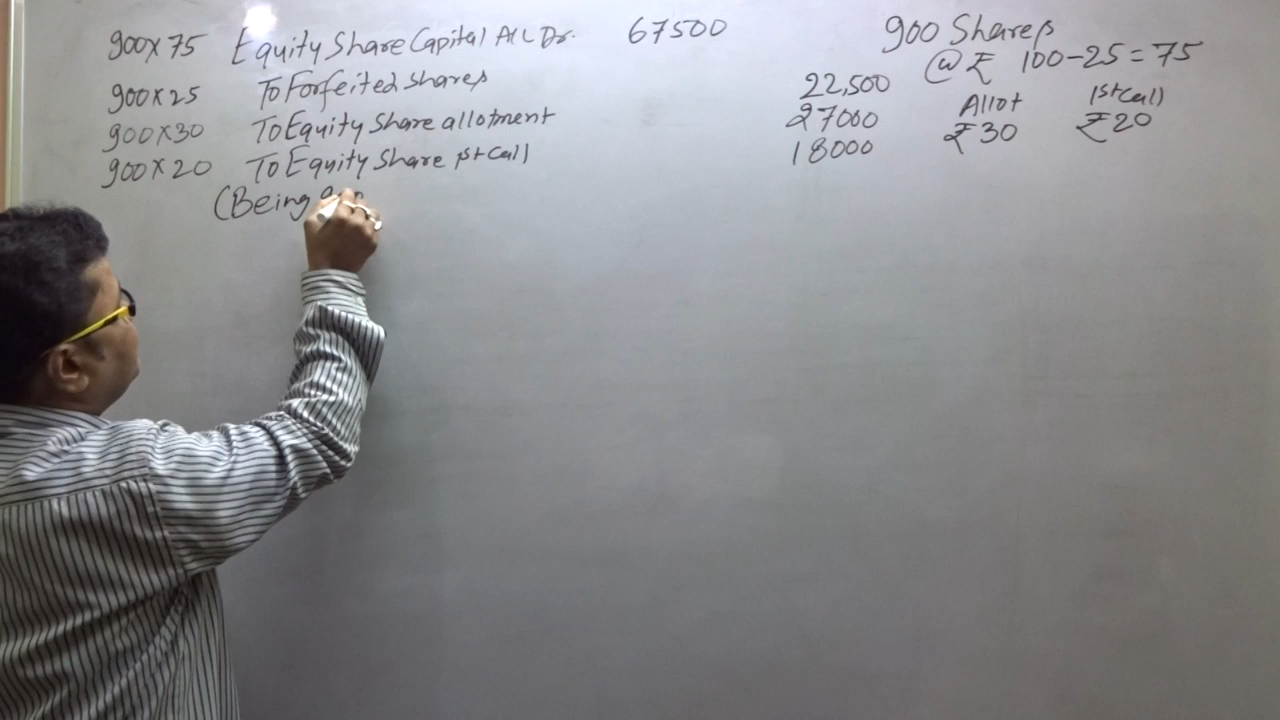 900x75 Equity Share Capital A/c Dr. 67500
900x25 To Forfeited shares 22,500
900x30 To Equity Share allotment 27000
900x20 To Equity Share 1st Call 18000
(Being
900 Shares
@ ₹ 100-25=75
Allot 1st Call
₹30 ₹20